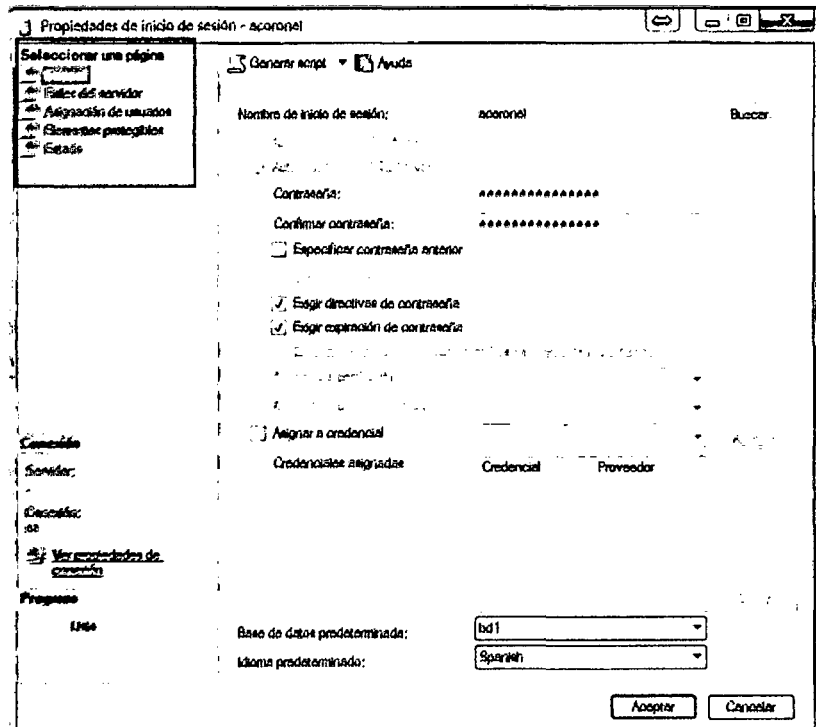 Propiedades de inicio de sesión - acoronel
Seleccionar una página
Roles del servidor
Asignación de usuarios
Elementos protegibles
Estado
Generar script
Ayuda
Nombre de inicio de sesión:
acoronel
Buscar
Contraseña:
***************
Confirmar contraseña:
***************
Especificar contraseña anterior
Exigir directivas de contraseña
Exigir expiración de contraseña
Asignar a credencial
Credenciales asignadas
Credencial
Proveedor
Conexión
Servidor:
.
Conexión:
sa
Ver propiedades de
conexión
Progreso
Listo
Base de datos predeterminada:
bd1
Idioma predeterminado:
Spanish
Aceptar
Cancelar